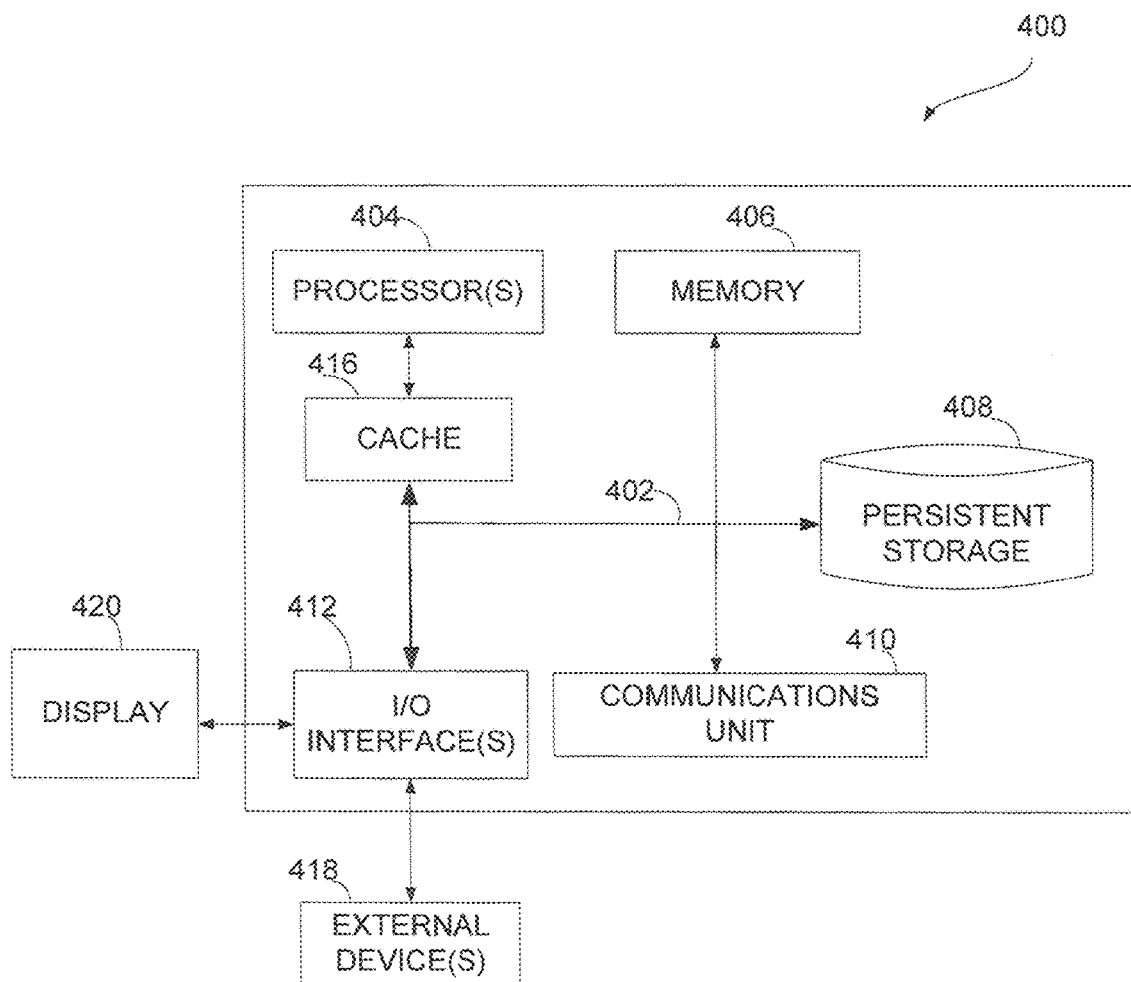 400
404
406
PROCESSOR(S)
MEMORY
416
CACHE
408
402
PERSISTENT
STORAGE
420
412
410
DISPLAY
I/O
INTERFACE(S)
COMMUNICATIONS
UNIT
418
EXTERNAL
DEVICE(S)